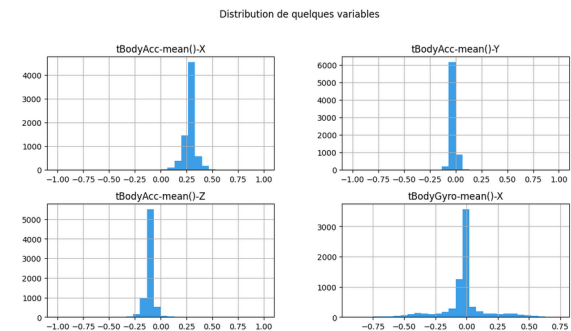 Distribution de quelques variables
tBodyAcc-mean()-X
4000
3000
2000
1000
0
−1.00 −0.75 −0.50 −0.25 0.00 0.25 0.50 0.75 1.00
tBodyAcc-mean()-Y
6000
5000
4000
3000
2000
1000
0
−1.00 −0.75 −0.50 −0.25 0.00 0.25 0.50 0.75 1.00
tBodyAcc-mean()-Z
5000
4000
3000
2000
1000
0
−1.00 −0.75 −0.50 −0.25 0.00 0.25 0.50 0.75 1.00
tBodyGyro-mean()-X
3000
2000
1000
0
−0.75 −0.50 −0.25 0.00 0.25 0.50 0.75